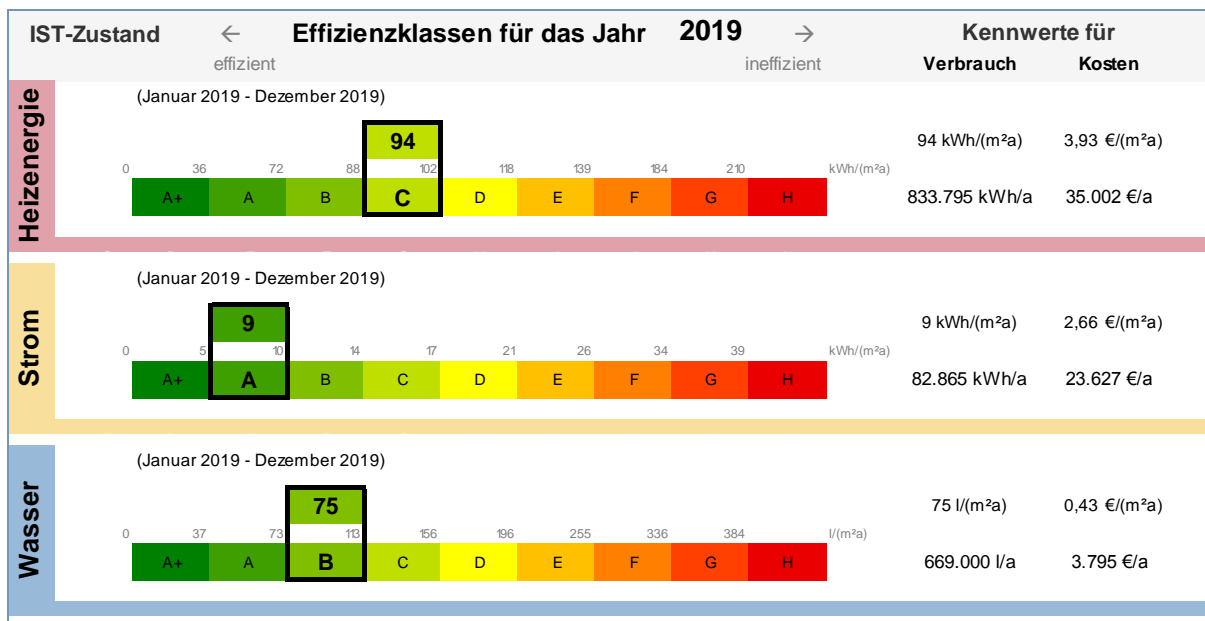 IST-Zustand ← Effizienzklassen für das Jahr 2019 → Kennwerte für
effizient ineffizient Verbrauch Kosten
Heizenergie
(Januar 2019 - Dezember 2019)
94 94 kWh/(m²a) 3,93 €/(m²a)
0 36 72 88 102 118 139 184 210 kWh/(m²a)
A+ A B C D E F G H 833.795 kWh/a 35.002 €/a
Strom
(Januar 2019 - Dezember 2019)
9 9 kWh/(m²a) 2,66 €/(m²a)
0 5 10 14 17 21 26 34 39 kWh/(m²a)
A+ A B C D E F G H 82.865 kWh/a 23.627 €/a
Wasser
(Januar 2019 - Dezember 2019)
75 75 l/(m²a) 0,43 €/(m²a)
0 37 73 113 156 196 255 336 384 l/(m²a)
A+ A B C D E F G H 669.000 l/a 3.795 €/a